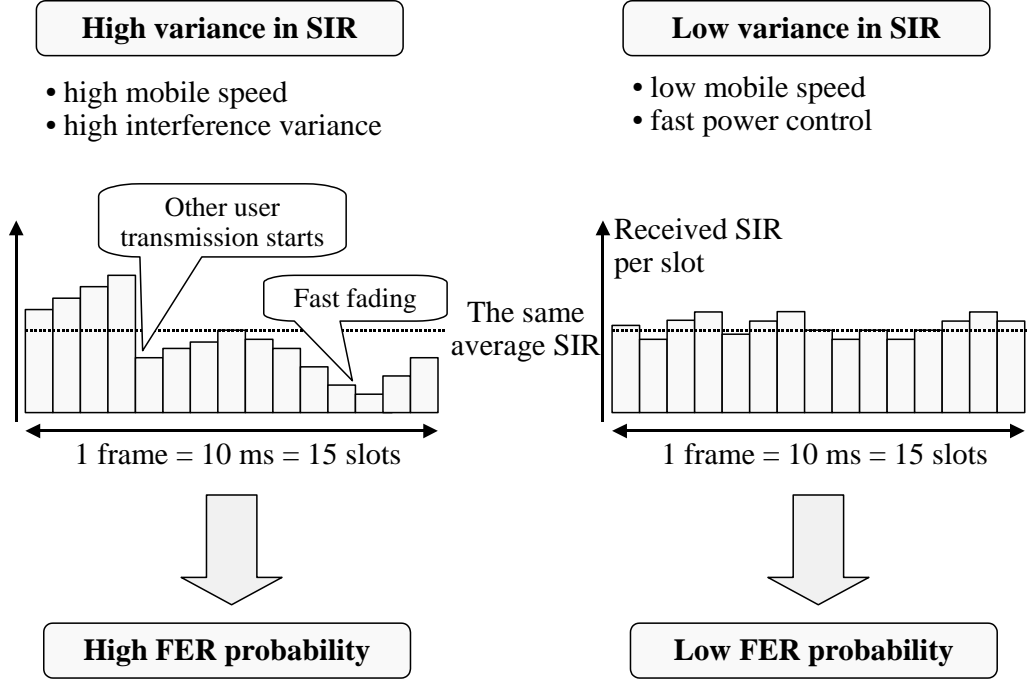 High variance in SIR
• high mobile speed
• high interference variance
Other user
transmission starts
Fast fading
1 frame = 10 ms = 15 slots
High FER probability
The same
average SIR
Low variance in SIR
• low mobile speed
• fast power control
Received SIR
per slot
1 frame = 10 ms = 15 slots
Low FER probability